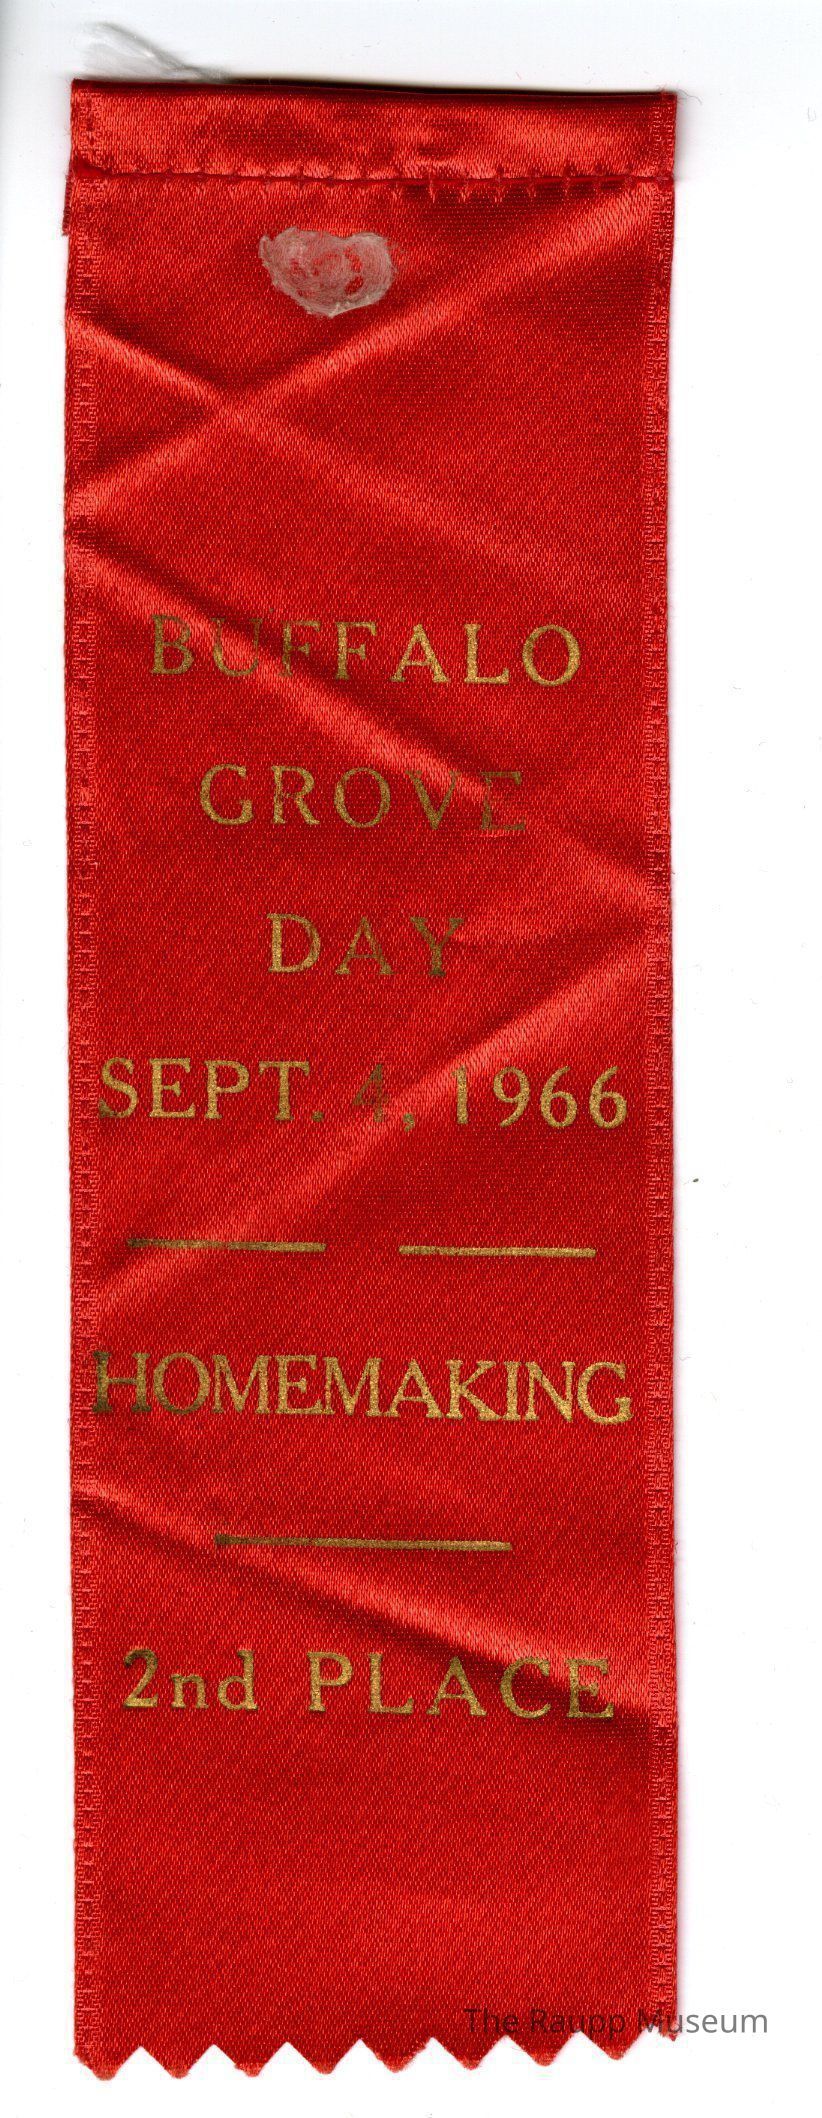 BUFFALO
GROVE
DAY
SEPT. 4, 1966
HOMEMAKING
2nd PLACE
The Raupp Museum